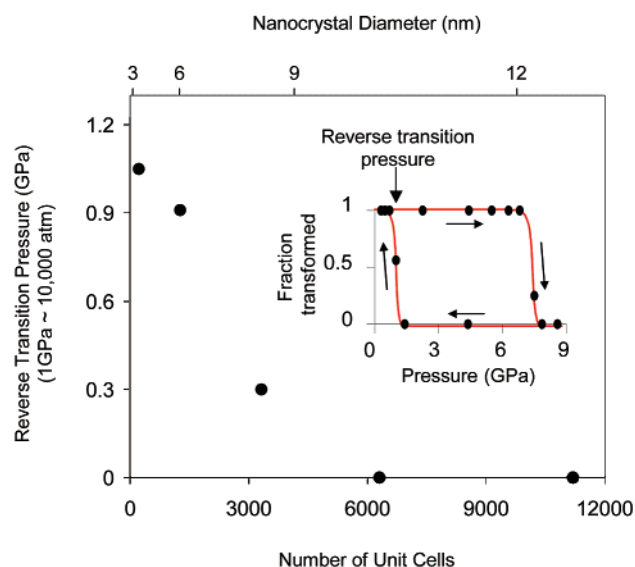 Nanocrystal Diameter (nm)
3 6 9 12
Reverse Transition Pressure (GPa)
(1GPa ~ 10,000 atm)
1.2
0.9
0.6
0.3
0
0 3000 6000 9000 12000
Number of Unit Cells
Reverse transition
pressure
Fraction
transformed
1
0.5
0
0 3 6 9
Pressure (GPa)